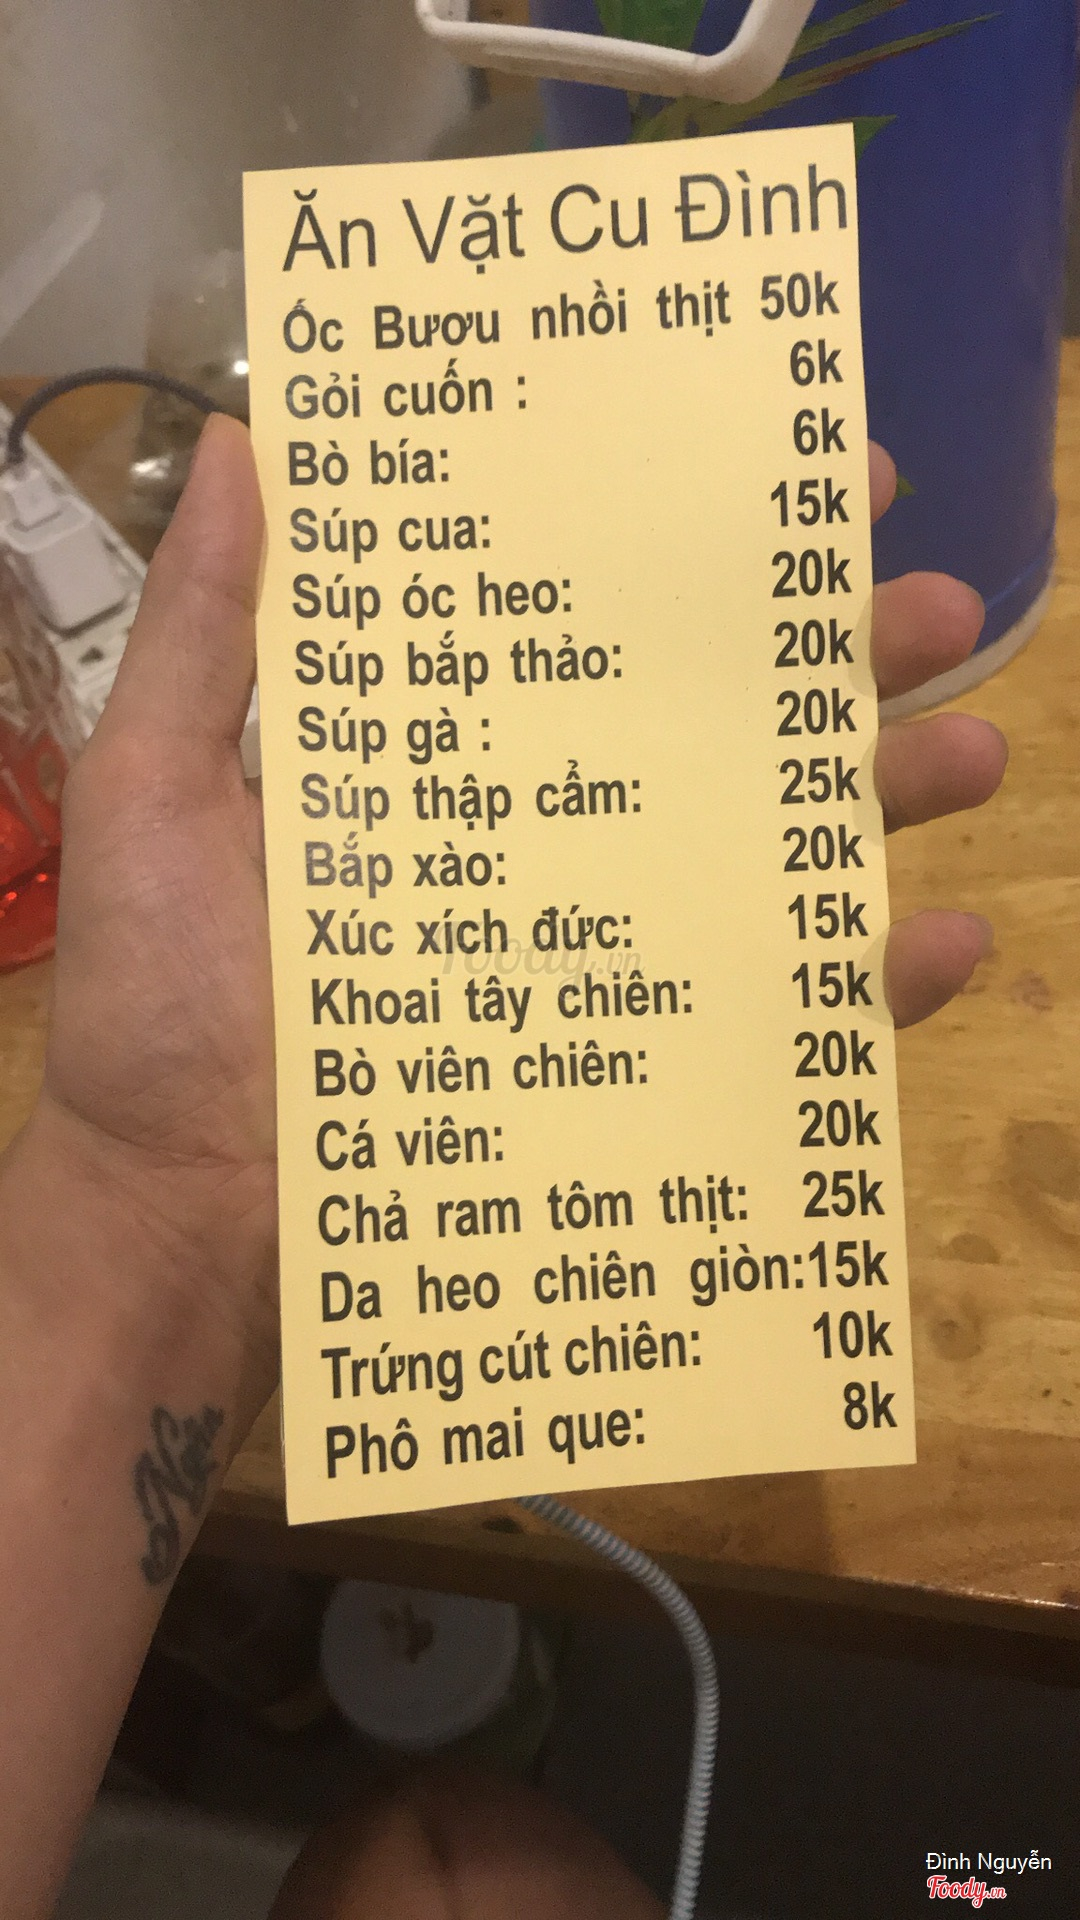 Ăn Vặt Cu Đình
Ốc Bươu nhồi thịt 50k
Gỏi cuốn : 6k
Bò bía: 6k
Súp cua: 15k
Súp óc heo: 20k
Súp bắp thảo: 20k
Súp gà : 20k
Súp thập cẩm: 25k
Bắp xào: 20k
Xúc xích đức: 15k
Foody.vn
Khoai tây chiên: 15k
Bò viên chiên: 20k
Cá viên: 20k
Chả ram tôm thịt: 25k
Da heo chiên giòn:15k
Trứng cút chiên: 10k
Phô mai que: 8k
Đình Nguyễn
Foody.vn